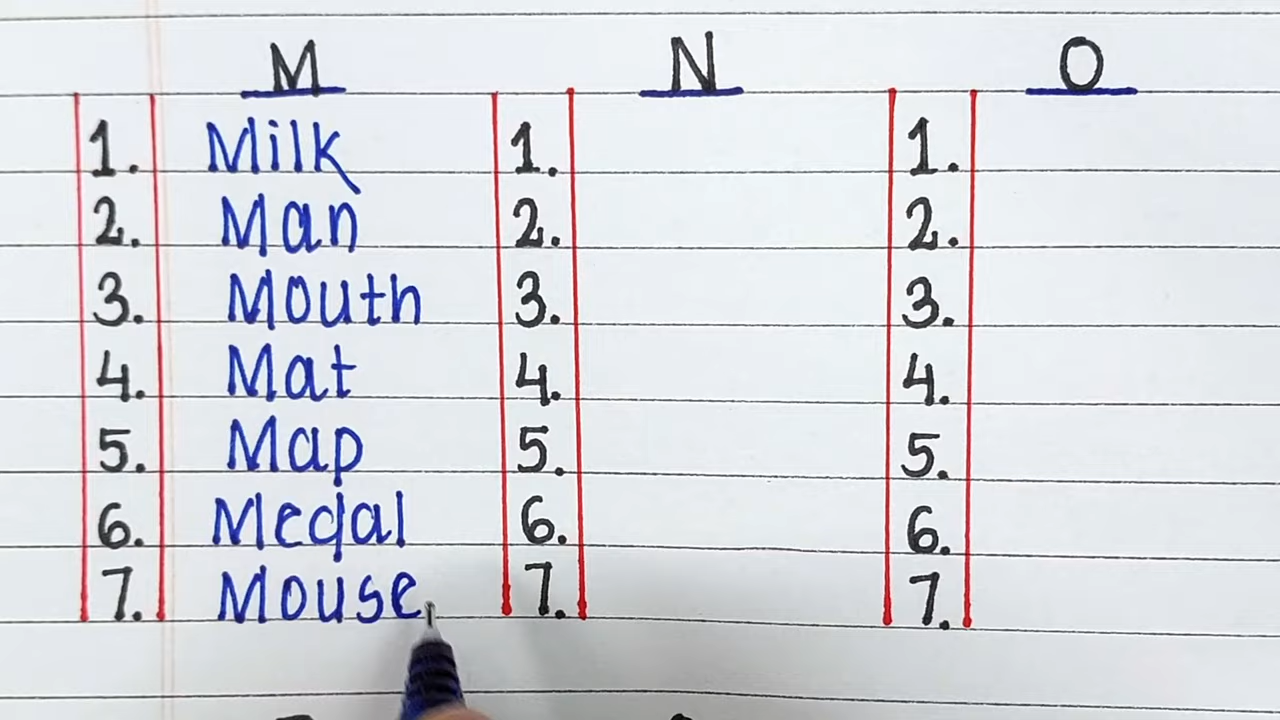 M N O
1. Milk 1. 1.
2. Man 2. 2.
3. Mouth 3. 3.
4. Mat 4. 4.
5. Map 5. 5.
6. Medal 6. 6.
7. Mouse 7. 7.